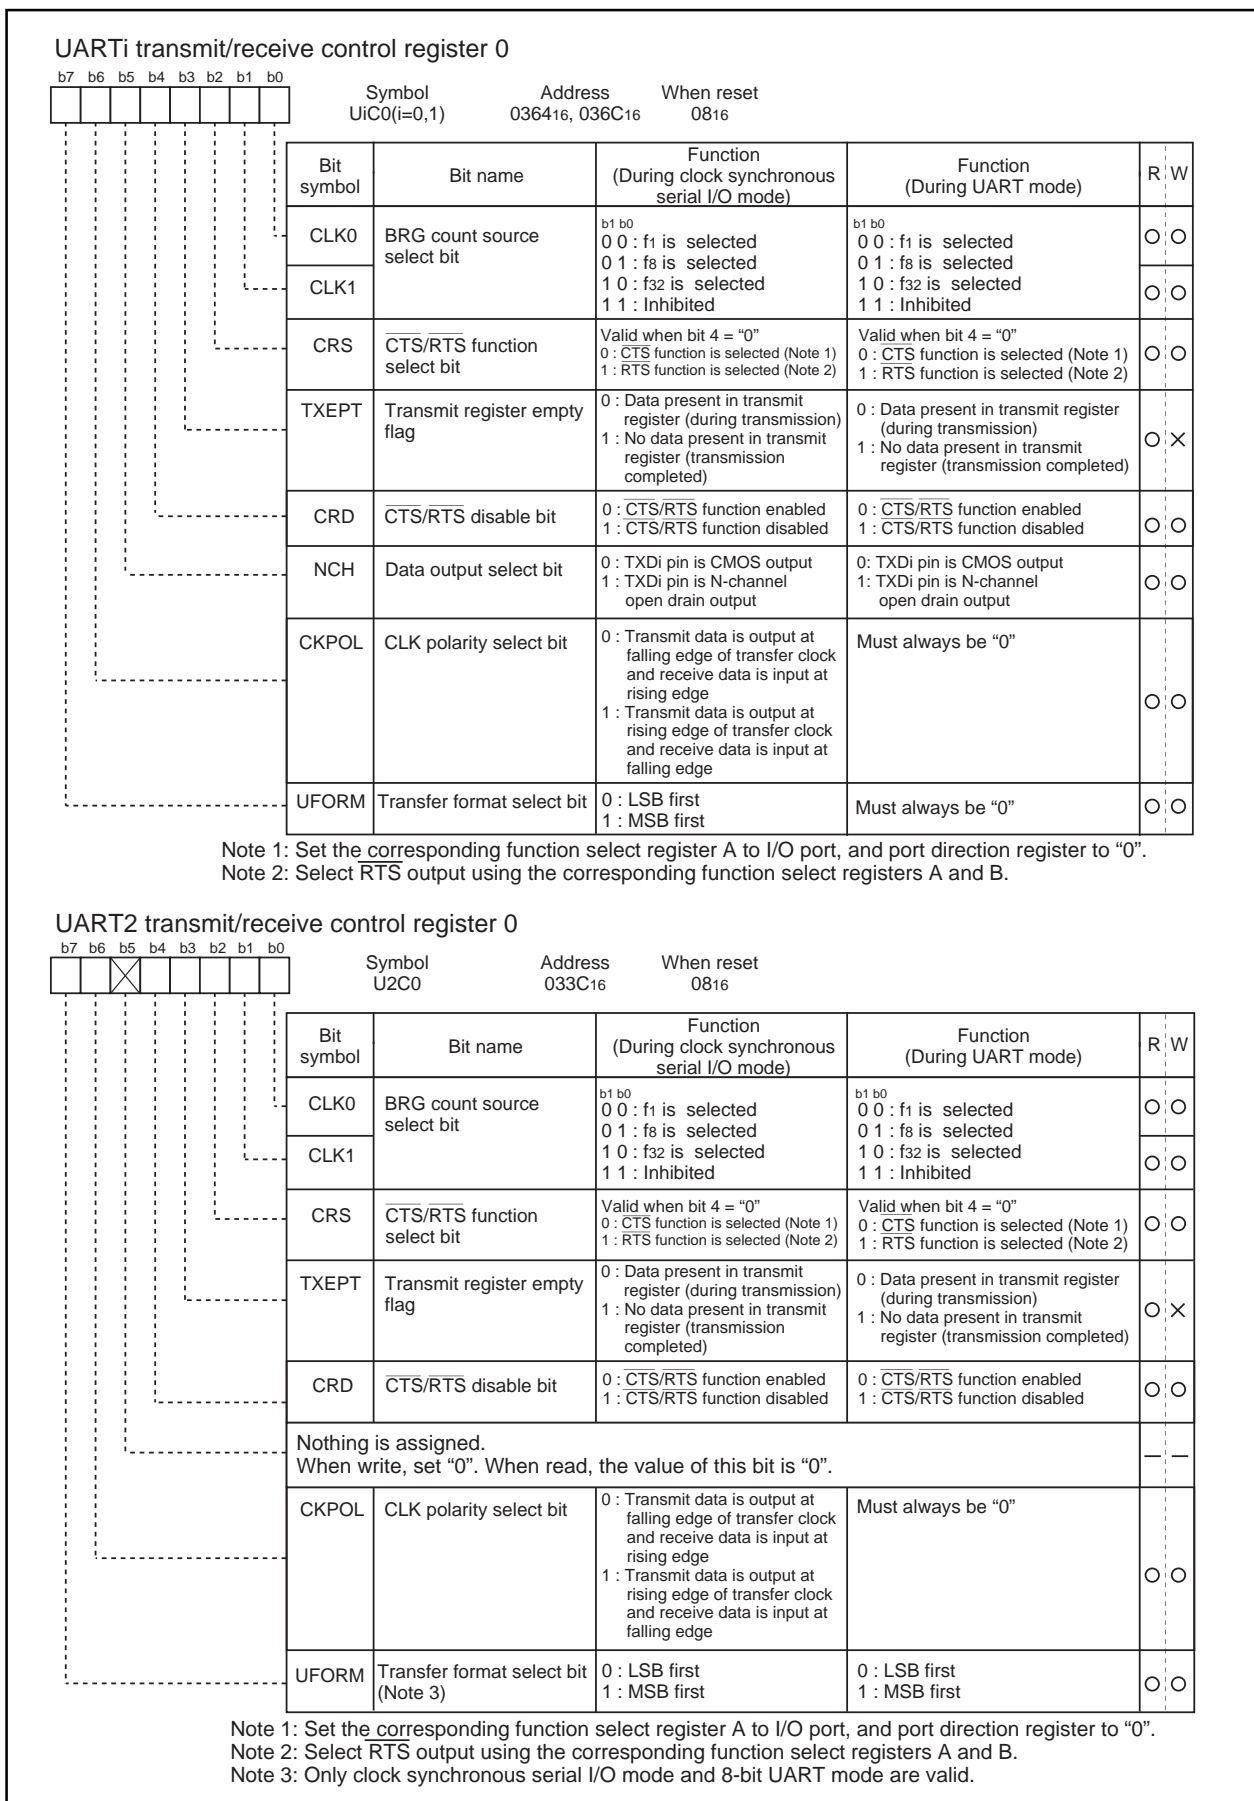 UARTi transmit/receive control register 0
b7 b6 b5 b4 b3 b2 b1 b0
Symbol Address When reset
UiC0(i=0,1) 036416, 036C16 0816
Bit symbol Bit name Function (During clock synchronous serial I/O mode) Function (During UART mode) R W
CLK0
CLK1
BRG count source
select bit
b1 b0
0 0 : f1 is selected
0 1 : f8 is selected
1 0 : f32 is selected
1 1 : Inhibited
b1 b0
0 0 : f1 is selected
0 1 : f8 is selected
1 0 : f32 is selected
1 1 : Inhibited
CRS
CTS/RTS function
select bit
Valid when bit 4 = “0”
0 : CTS function is selected (Note 1)
1 : RTS function is selected (Note 2)
Valid when bit 4 = “0”
0 : CTS function is selected (Note 1)
1 : RTS function is selected (Note 2)
TXEPT
Transmit register empty
flag
0 : Data present in transmit
register (during transmission)
1 : No data present in transmit
register (transmission
completed)
0 : Data present in transmit register
(during transmission)
1 : No data present in transmit
register (transmission completed)
CRD
CTS/RTS disable bit
0 : CTS/RTS function enabled
1 : CTS/RTS function disabled
0 : CTS/RTS function enabled
1 : CTS/RTS function disabled
NCH
Data output select bit
0 : TXDi pin is CMOS output
1 : TXDi pin is N-channel
open drain output
0: TXDi pin is CMOS output
1: TXDi pin is N-channel
open drain output
CKPOL
CLK polarity select bit
0 : Transmit data is output at
falling edge of transfer clock
and receive data is input at
rising edge
1 : Transmit data is output at
rising edge of transfer clock
and receive data is input at
falling edge
Must always be “0”
UFORM
Transfer format select bit
0 : LSB first
1 : MSB first
Must always be “0”
Note 1: Set the corresponding function select register A to I/O port, and port direction register to “0”.
Note 2: Select RTS output using the corresponding function select registers A and B.
UART2 transmit/receive control register 0
b7 b6 b5 b4 b3 b2 b1 b0
Symbol Address When reset
U2C0 033C16 0816
Bit symbol Bit name Function (During clock synchronous serial I/O mode) Function (During UART mode) R W
CLK0
CLK1
BRG count source
select bit
b1 b0
0 0 : f1 is selected
0 1 : f8 is selected
1 0 : f32 is selected
1 1 : Inhibited
b1 b0
0 0 : f1 is selected
0 1 : f8 is selected
1 0 : f32 is selected
1 1 : Inhibited
CRS
CTS/RTS function
select bit
Valid when bit 4 = “0”
0 : CTS function is selected (Note 1)
1 : RTS function is selected (Note 2)
Valid when bit 4 = “0”
0 : CTS function is selected (Note 1)
1 : RTS function is selected (Note 2)
TXEPT
Transmit register empty
flag
0 : Data present in transmit
register (during transmission)
1 : No data present in transmit
register (transmission
completed)
0 : Data present in transmit register
(during transmission)
1 : No data present in transmit
register (transmission completed)
CRD
CTS/RTS disable bit
0 : CTS/RTS function enabled
1 : CTS/RTS function disabled
0 : CTS/RTS function enabled
1 : CTS/RTS function disabled
Nothing is assigned.
When write, set “0”. When read, the value of this bit is “0”.
CKPOL
CLK polarity select bit
0 : Transmit data is output at
falling edge of transfer clock
and receive data is input at
rising edge
1 : Transmit data is output at
rising edge of transfer clock
and receive data is input at
falling edge
Must always be “0”
UFORM
Transfer format select bit
(Note 3)
0 : LSB first
1 : MSB first
0 : LSB first
1 : MSB first
Note 1: Set the corresponding function select register A to I/O port, and port direction register to “0”.
Note 2: Select RTS output using the corresponding function select registers A and B.
Note 3: Only clock synchronous serial I/O mode and 8-bit UART mode are valid.